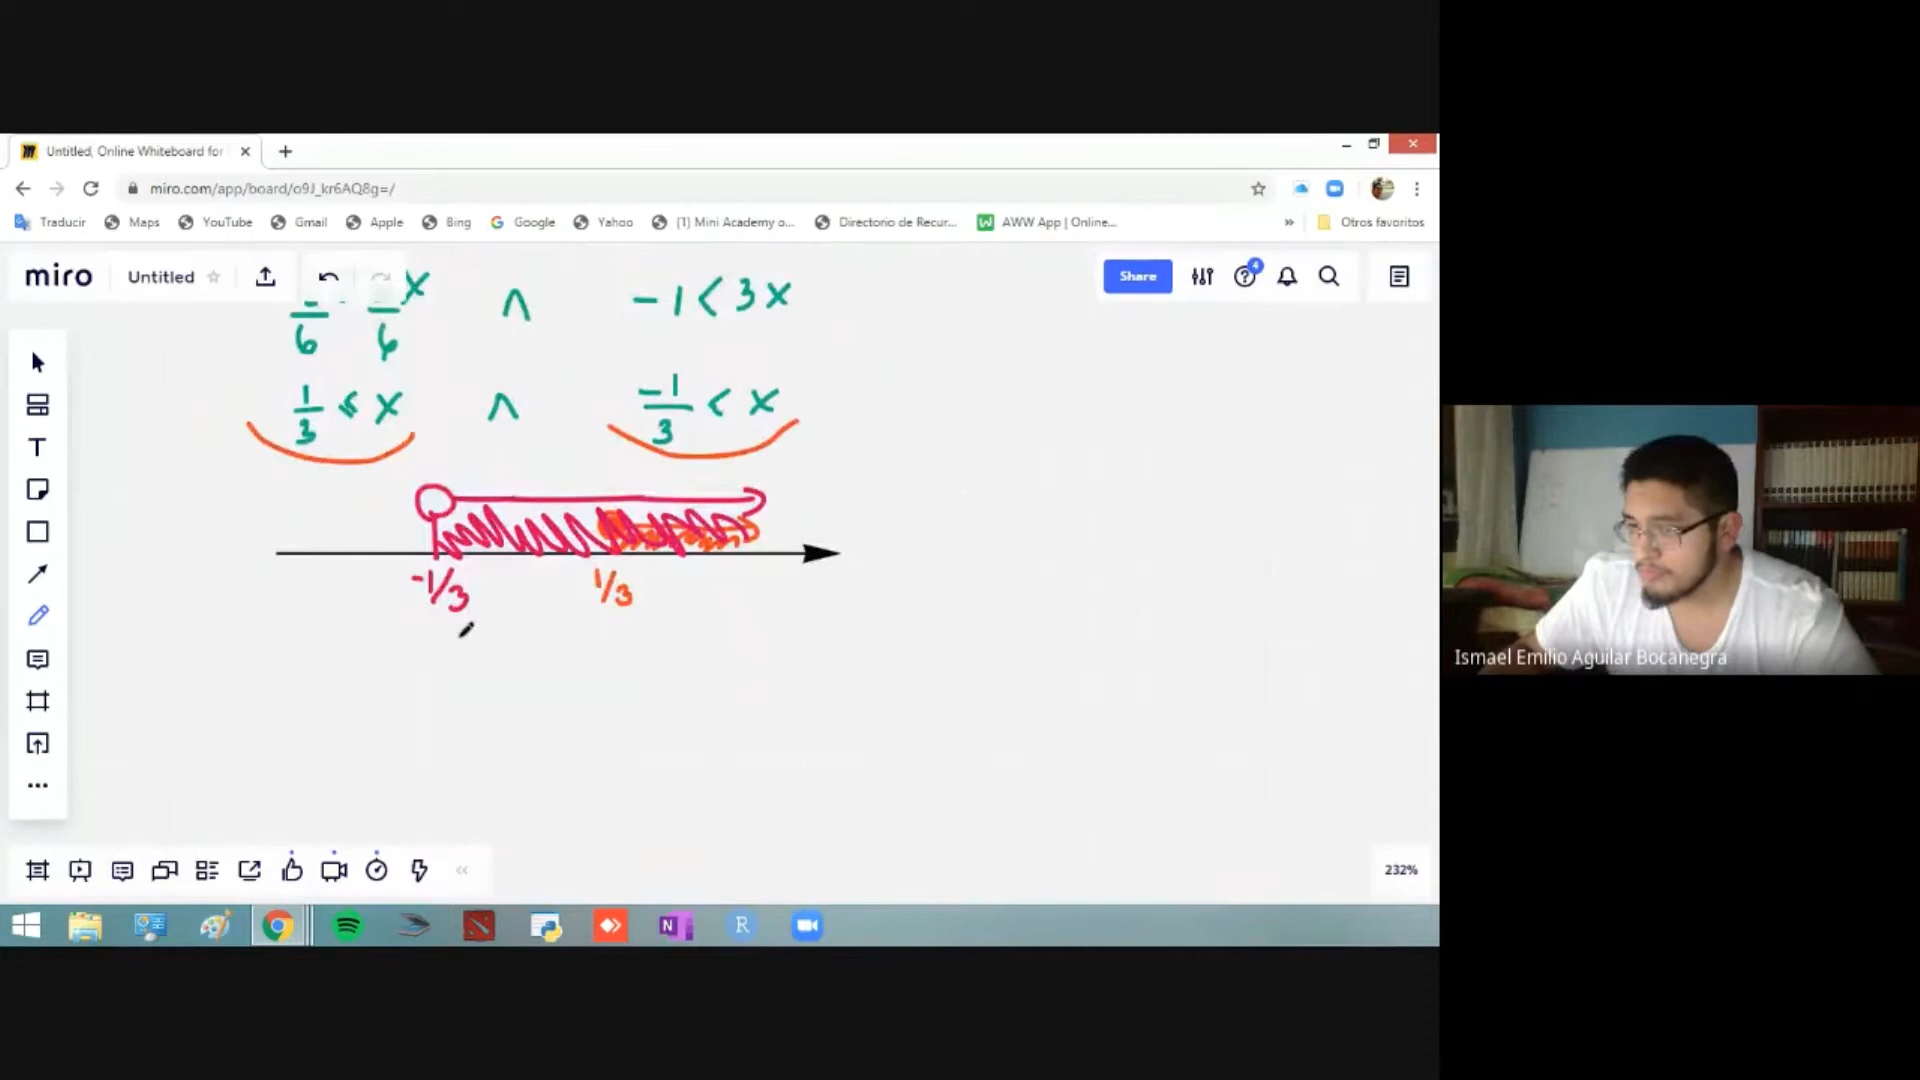 Untitled, Online Whiteboard for
miro.com/app/board/o9J_kr6AQ8g=/
Traducir Maps YouTube Gmail Apple Bing Google Yahoo (1) Mini Academy o... Directorio de Recur... AWW App | Online... » Otros favoritos
miro Untitled Share 4
6 6 x ∧ -1 < 3x
1/3 ≤ x ∧ -1/3 < x
-1/3 1/3
Ismael Emilio Aguilar Bocanegra
232%